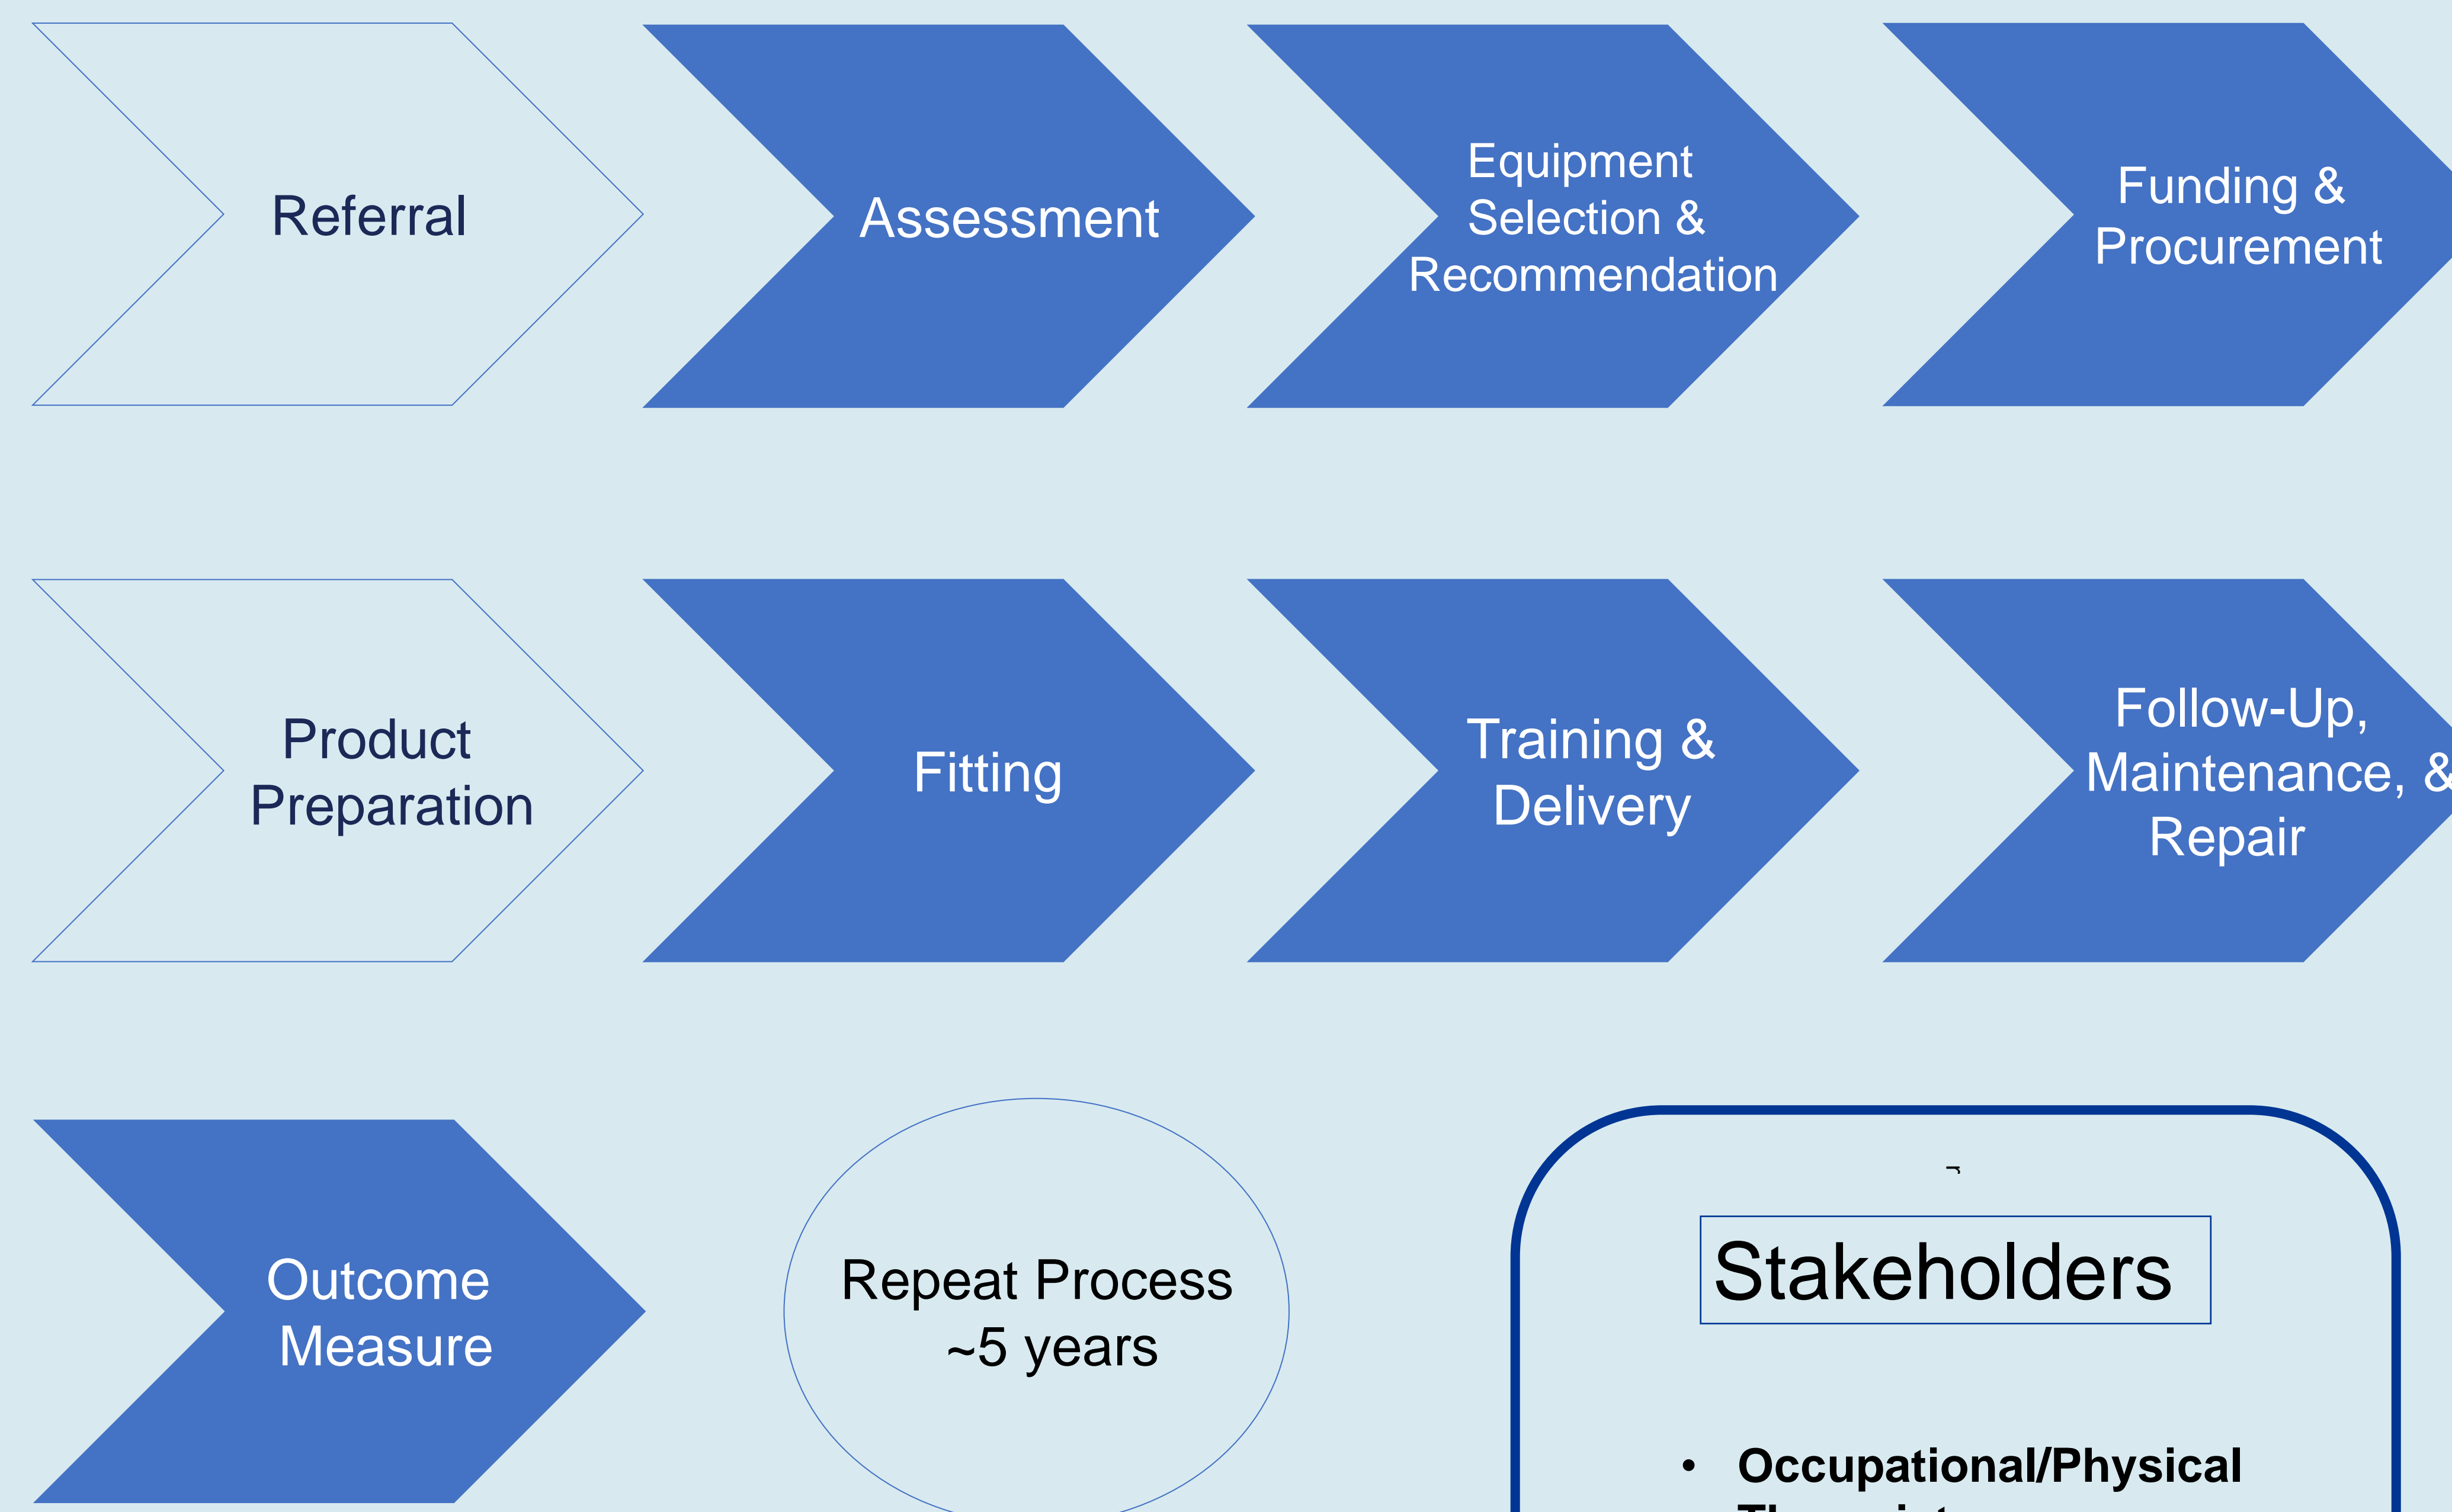 Referral
Assessment
Equipment
Selection &
Recommendation
Funding &
Procurement
Product
Preparation
Fitting
Training &
Delivery
Follow-Up,
Maintenance, &
Repair
Outcome
Measure
Repeat Process
~5 years
Stakeholders
• Occupational/Physical